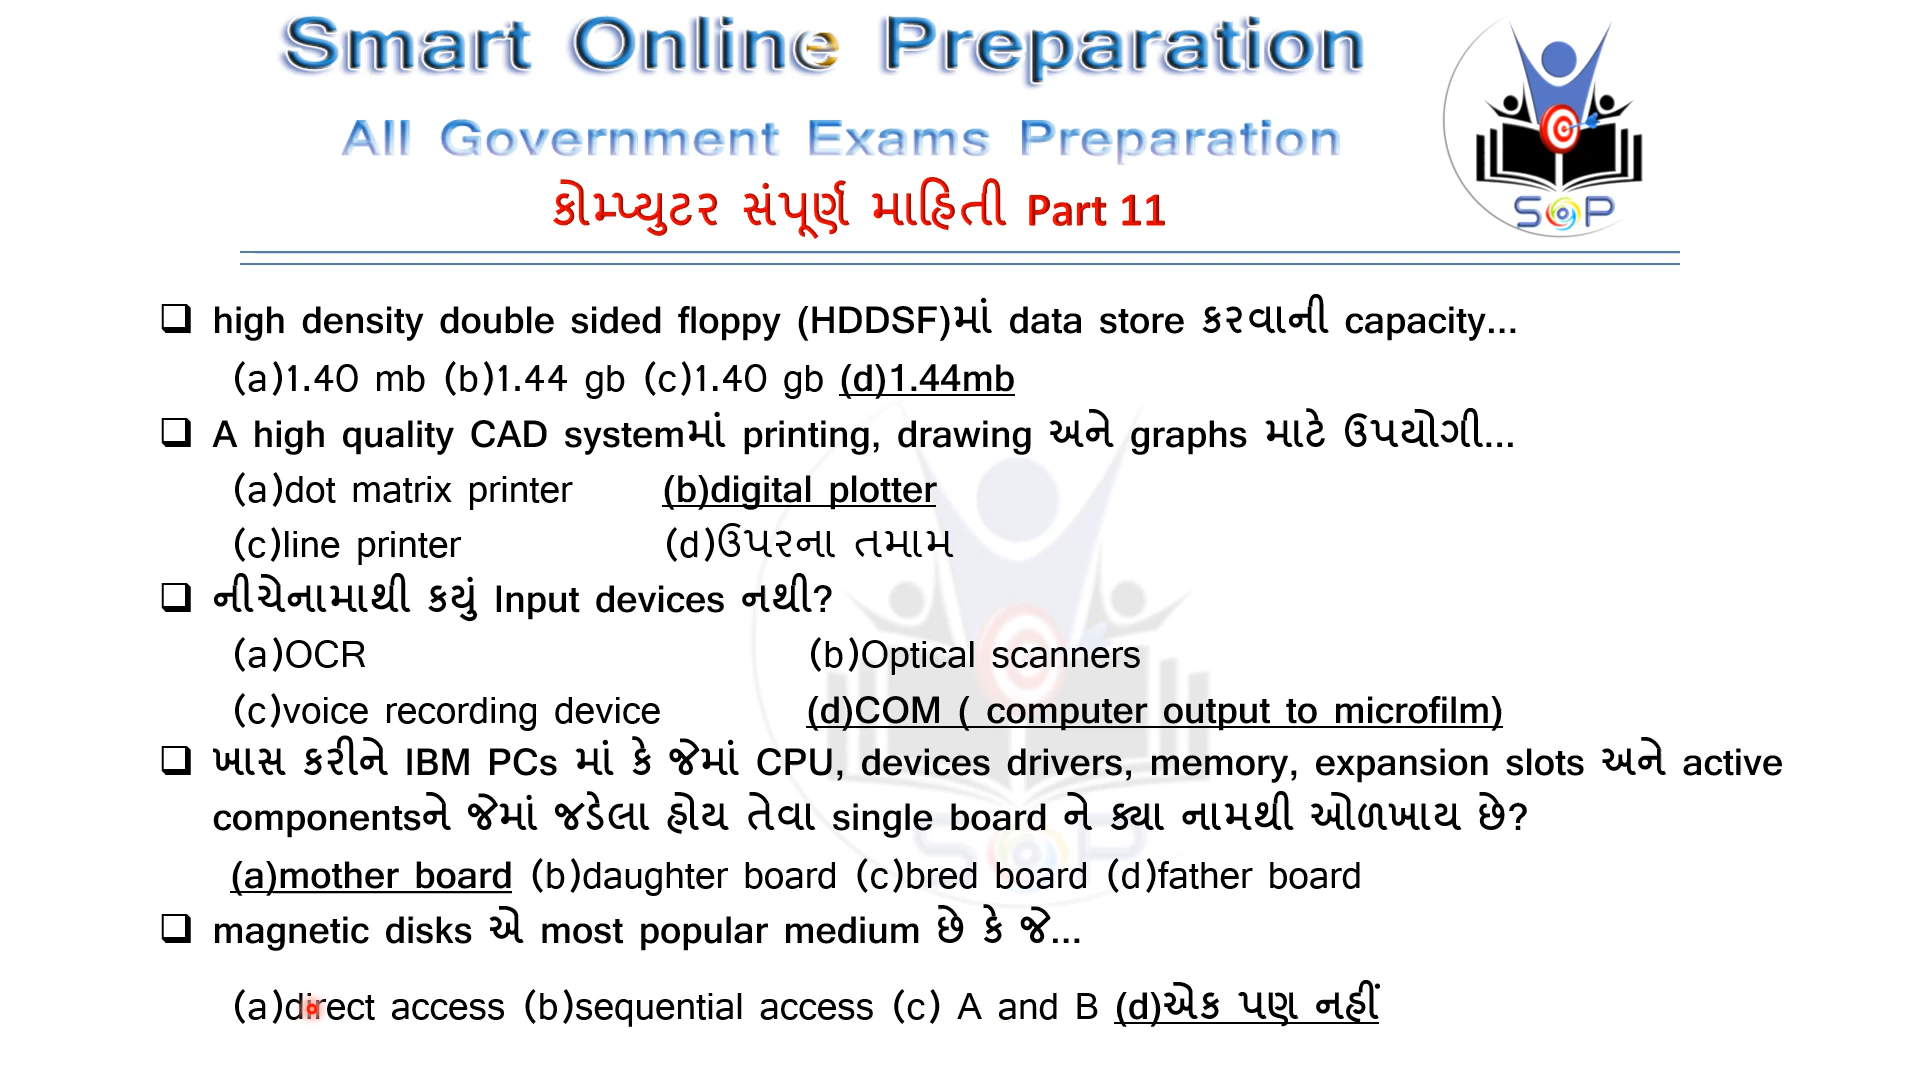 Smart Online Preparation
All Government Exams Preparation
કોમ્પ્યુટર સંપૂર્ણ માહિતી Part 11
SOP
❑ high density double sided floppy (HDDSF)માં data store કરવાની capacity...
(a)1.40 mb (b)1.44 gb (c)1.40 gb (d)1.44mb
❑ A high quality CAD systemમાં printing, drawing અને graphs માટે ઉપયોગી...
(a)dot matrix printer (b)digital plotter
(c)line printer (d)ઉપરના તમામ
❑ નીચેનામાથી કયું Input devices નથી?
(a)OCR (b)Optical scanners
(c)voice recording device (d)COM ( computer output to microfilm)
❑ ખાસ કરીને IBM PCs માં કે જેમાં CPU, devices drivers, memory, expansion slots અને active
componentsને જેમાં જડેલા હોય તેવા single board ને ક્યા નામથી ઓળખાય છે?
(a)mother board (b)daughter board (c)bred board (d)father board
❑ magnetic disks એ most popular medium છે કે જે...
(a)direct access (b)sequential access (c) A and B (d)એક પણ નહીં